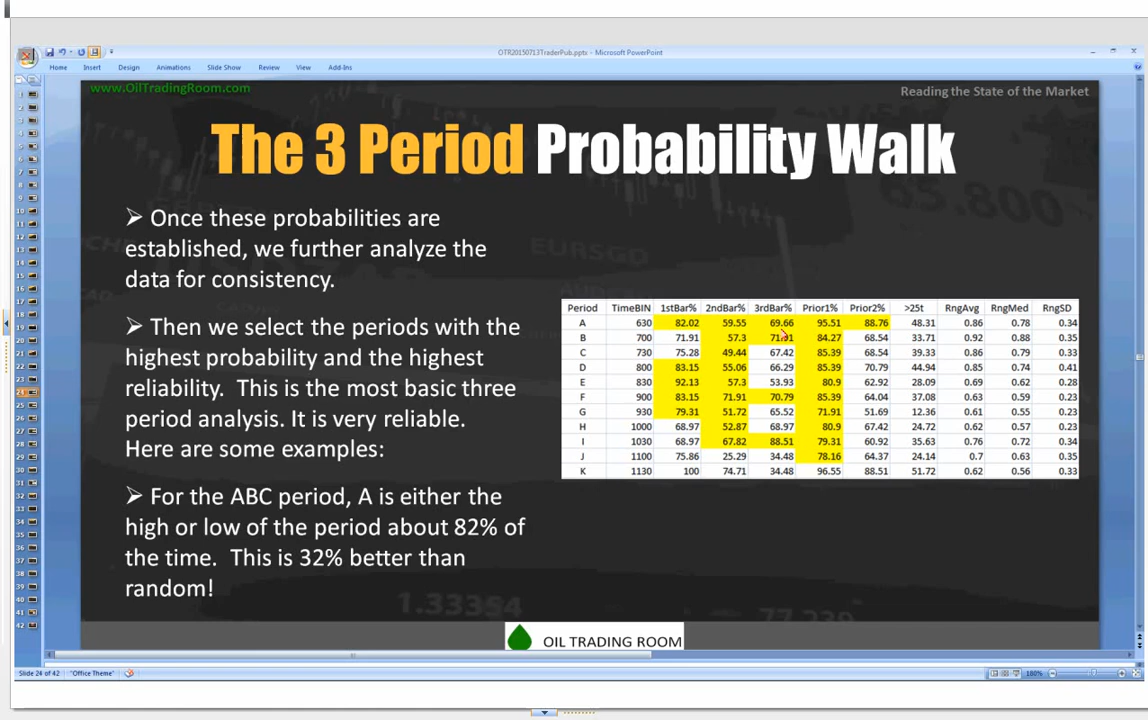 OTR20150713TraderPub.pptx - Microsoft PowerPoint
Home Insert Design Animations Slide Show Review View Add-Ins
www.OilTradingRoom.com
Reading the State of the Market
The 3 Period Probability Walk
➢ Once these probabilities are
established, we further analyze the
data for consistency.
➢ Then we select the periods with the
highest probability and the highest
reliability. This is the most basic three
period analysis. It is very reliable.
Here are some examples:
➢ For the ABC period, A is either the
high or low of the period about 82% of
the time. This is 32% better than
random!
Period TimeBIN 1stBar% 2ndBar% 3rdBar% Prior1% Prior2% >25t RngAvg RngMed RngSD
A 630 82.02 59.55 69.66 95.51 88.76 48.31 0.86 0.78 0.34
B 700 71.91 57.3 71.91 84.27 68.54 33.71 0.92 0.88 0.35
C 730 75.28 49.44 67.42 85.39 68.54 39.33 0.86 0.79 0.33
D 800 83.15 55.06 66.29 85.39 70.79 44.94 0.85 0.74 0.41
E 830 92.13 57.3 53.93 80.9 62.92 28.09 0.69 0.62 0.28
F 900 83.15 71.91 70.79 85.39 64.04 37.08 0.63 0.59 0.23
G 930 79.31 51.72 65.52 71.91 51.69 12.36 0.61 0.55 0.23
H 1000 68.97 52.87 68.97 80.9 67.42 24.72 0.62 0.57 0.23
I 1030 68.97 67.82 88.51 79.31 60.92 35.63 0.76 0.72 0.34
J 1100 75.86 25.29 34.48 78.16 64.37 24.14 0.7 0.63 0.35
K 1130 100 74.71 34.48 96.55 88.51 51.72 0.62 0.56 0.33
EURSGD
65.800
1.33354
77.239
OIL TRADING ROOM
Slide 24 of 42 "Office Theme" 180%